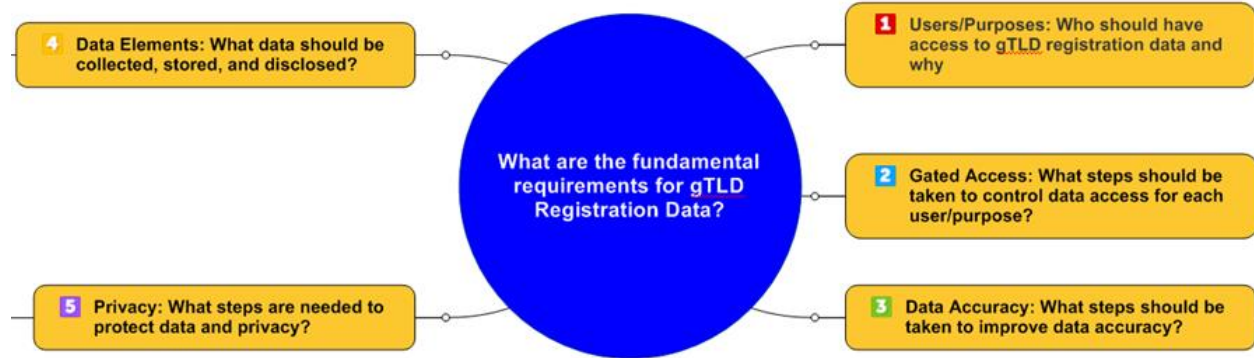 What are the fundamental
requirements for gTLD
Registration Data?
1 Users/Purposes: Who should have
access to gTLD registration data and
why
2 Gated Access: What steps should be
taken to control data access for each
user/purpose?
3 Data Accuracy: What steps should be
taken to improve data accuracy?
4 Data Elements: What data should be
collected, stored, and disclosed?
5 Privacy: What steps are needed to
protect data and privacy?